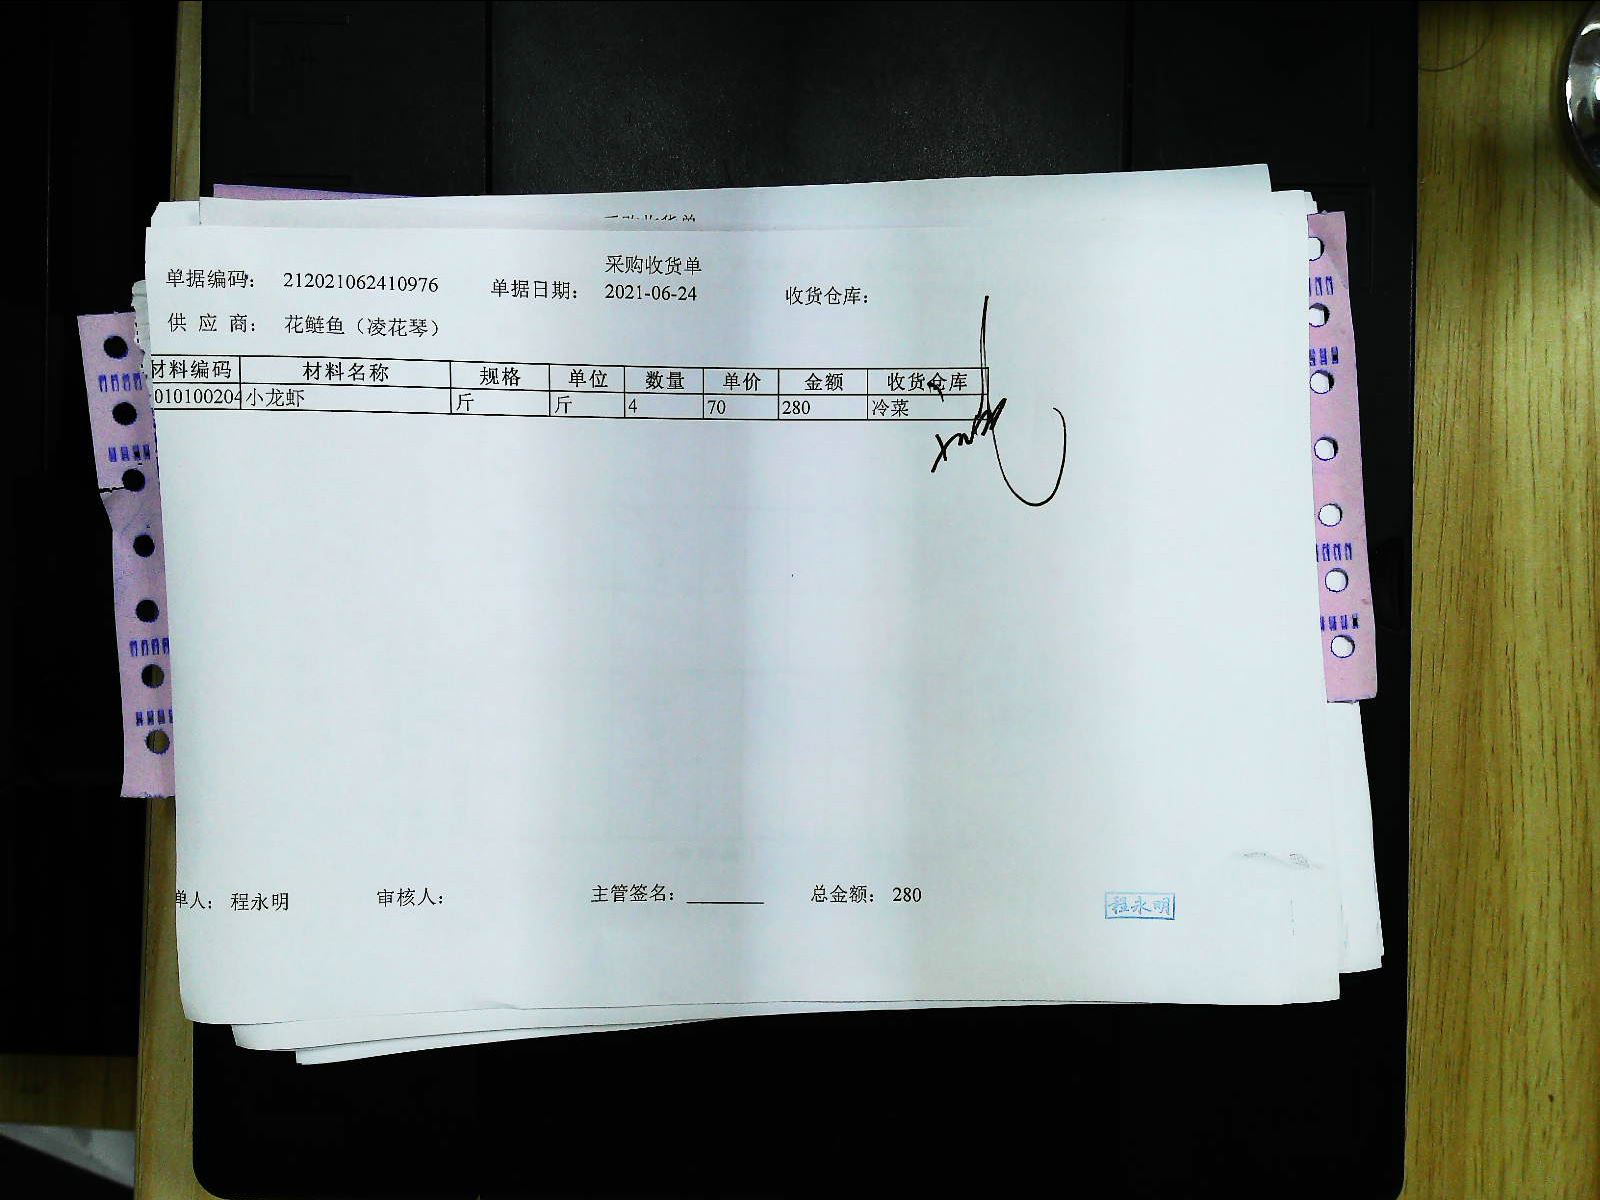 采购收货单
单据编码： 212021062410976 单据日期： 2021-06-24 收货仓库：
供 应 商： 花鲢鱼（凌花琴）
材料编码 材料名称 规格 单位 数量 单价 金额 收货仓库
010100204 小龙虾 斤 斤 4 70 280 冷菜
单人： 程永明 审核人： 主管签名： 总金额： 280
程永明